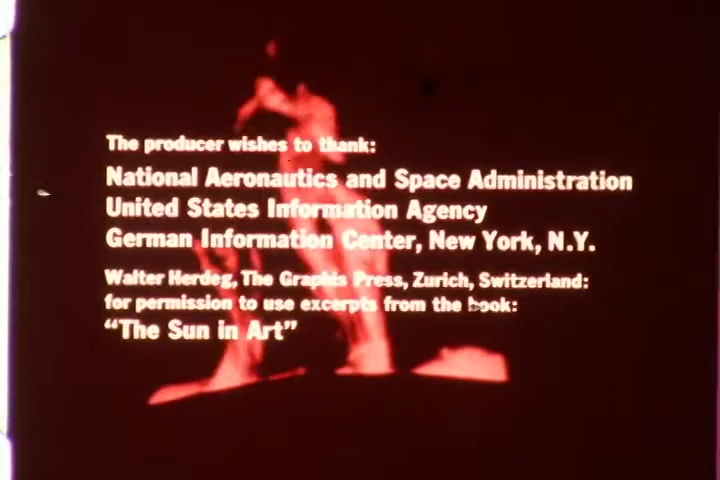 The producer wishes to thank:
National Aeronautics and Space Administration
United States Information Agency
German Information Center, New York, N.Y.
Walter Herdeg, The Graphis Press, Zurich, Switzerland:
for permission to use excerpts from the book:
“The Sun in Art”